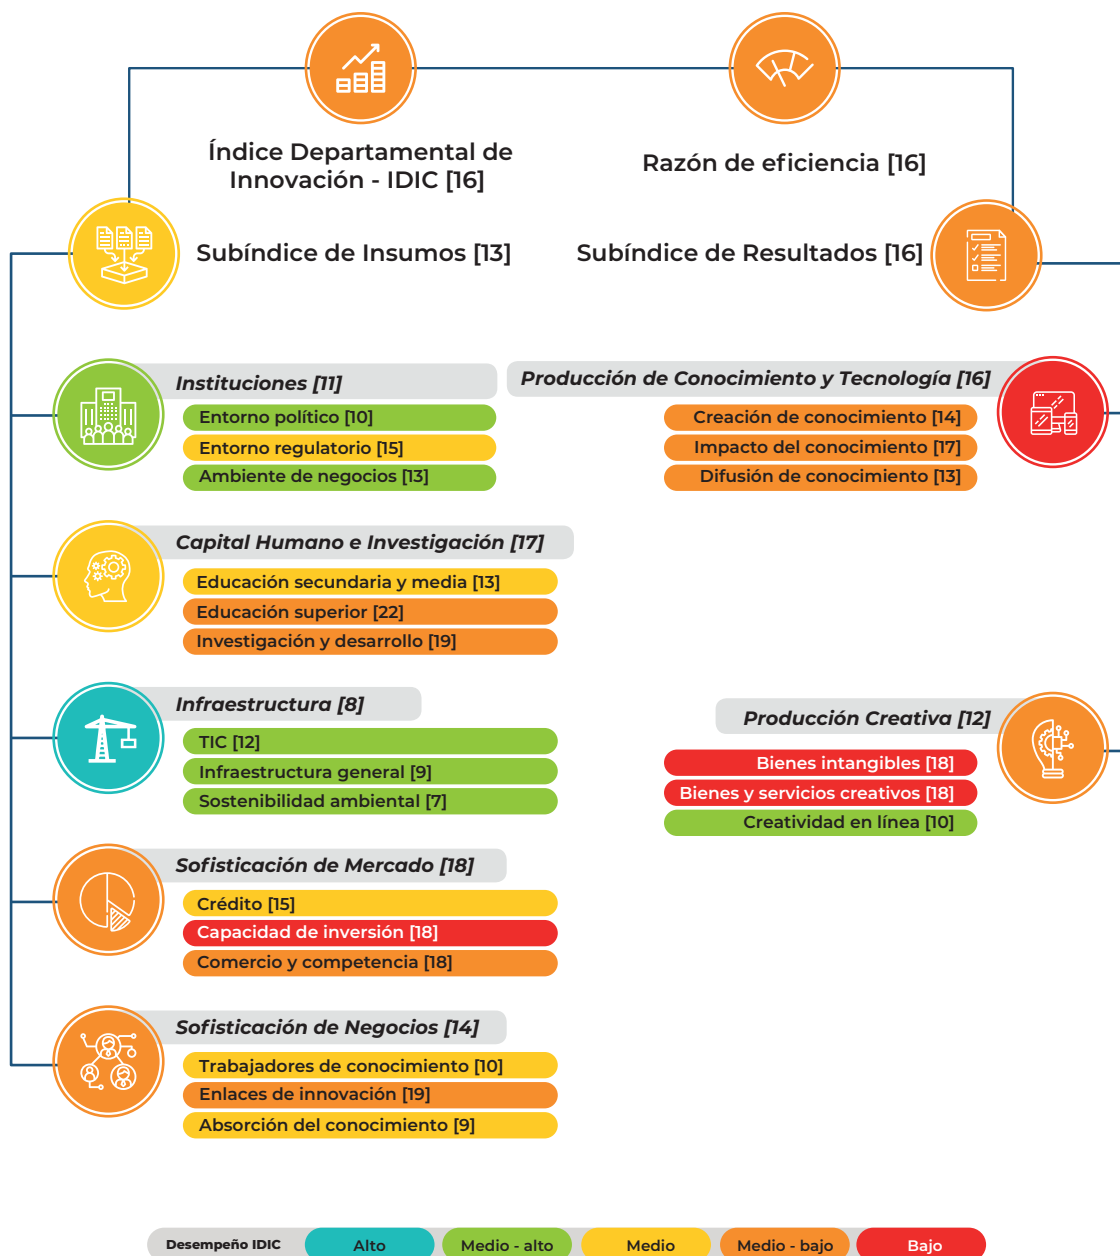 Índice Departamental de
Innovación - IDIC [16]
Razón de eficiencia [16]
Subíndice de Insumos [13]
Subíndice de Resultados [16]
Instituciones [11]
Entorno político [10]
Entorno regulatorio [15]
Ambiente de negocios [13]
Producción de Conocimiento y Tecnología [16]
Creación de conocimiento [14]
Impacto del conocimiento [17]
Difusión de conocimiento [13]
Capital Humano e Investigación [17]
Educación secundaria y media [13]
Educación superior [22]
Investigación y desarrollo [19]
Infraestructura [8]
TIC [12]
Infraestructura general [9]
Sostenibilidad ambiental [7]
Producción Creativa [12]
Bienes intangibles [18]
Bienes y servicios creativos [18]
Creatividad en línea [10]
Sofisticación de Mercado [18]
Crédito [15]
Capacidad de inversión [18]
Comercio y competencia [18]
Sofisticación de Negocios [14]
Trabajadores de conocimiento [10]
Enlaces de innovación [19]
Absorción del conocimiento [9]
Desempeño IDIC Alto Medio - alto Medio Medio - bajo Bajo